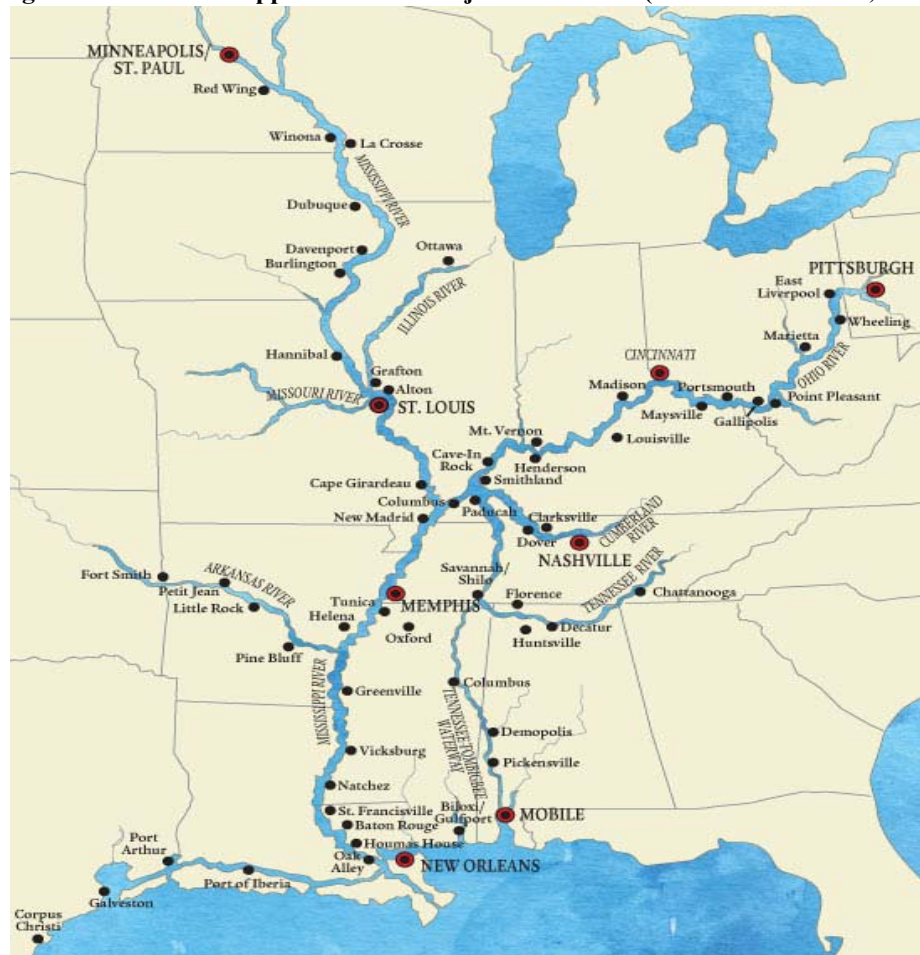 MINNEAPOLIS/
ST. PAUL
Red Wing
Winona
La Crosse
MISSISSIPPI RIVER
Dubuque
Davenport
Burlington
Ottawa
ILLINOIS RIVER
PITTSBURGH
East
Liverpool
Wheeling
Marietta
OHIO RIVER
Hannibal
Grafton
Alton
MISSOURI RIVER
ST. LOUIS
CINCINNATI
Madison
Portsmouth
Point Pleasant
Maysville
Gallipolis
Louisville
Mt. Vernon
Cave-In
Rock
Henderson
Smithland
Cape Girardeau
Columbus
Paducah
New Madrid
Clarksville
Dover
CUMBERLAND
RIVER
NASHVILLE
Savannah/
Shilo
Florence
TENNESSEE RIVER
Chattanooga
Fort Smith
ARKANSAS RIVER
Petit Jean
Little Rock
Tunica
MEMPHIS
Helena
Oxford
Huntsville
Decatur
Pine Bluff
MISSISSIPPI RIVER
Greenville
Columbus
TENNESSEE-TOMBIGBEE
WATERWAY
Demopolis
Vicksburg
Pickensville
Natchez
St. Francisville
Biloxi/
Gulfport
MOBILE
Baton Rouge
Houmas House
Port
Arthur
Oak
Alley
NEW ORLEANS
Port of Iberia
Galveston
Corpus
Christi